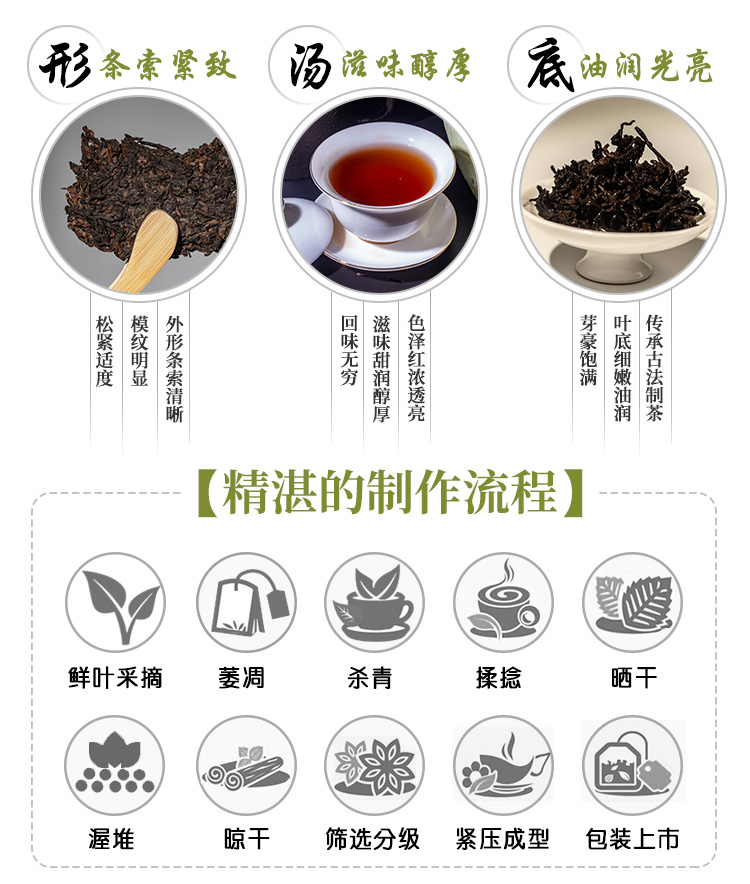 形 条索紧致
汤 滋味醇厚
底 油润光亮
外形条索清晰
模纹明显
松紧适度
色泽红浓透亮
滋味甜润醇厚
回味无穷
传承古法制茶
叶底细嫩油润
芽豪饱满
【精湛的制作流程】
鲜叶采摘
萎凋
杀青
揉捻
晒干
渥堆
晾干
筛选分级
紧压成型
包装上市